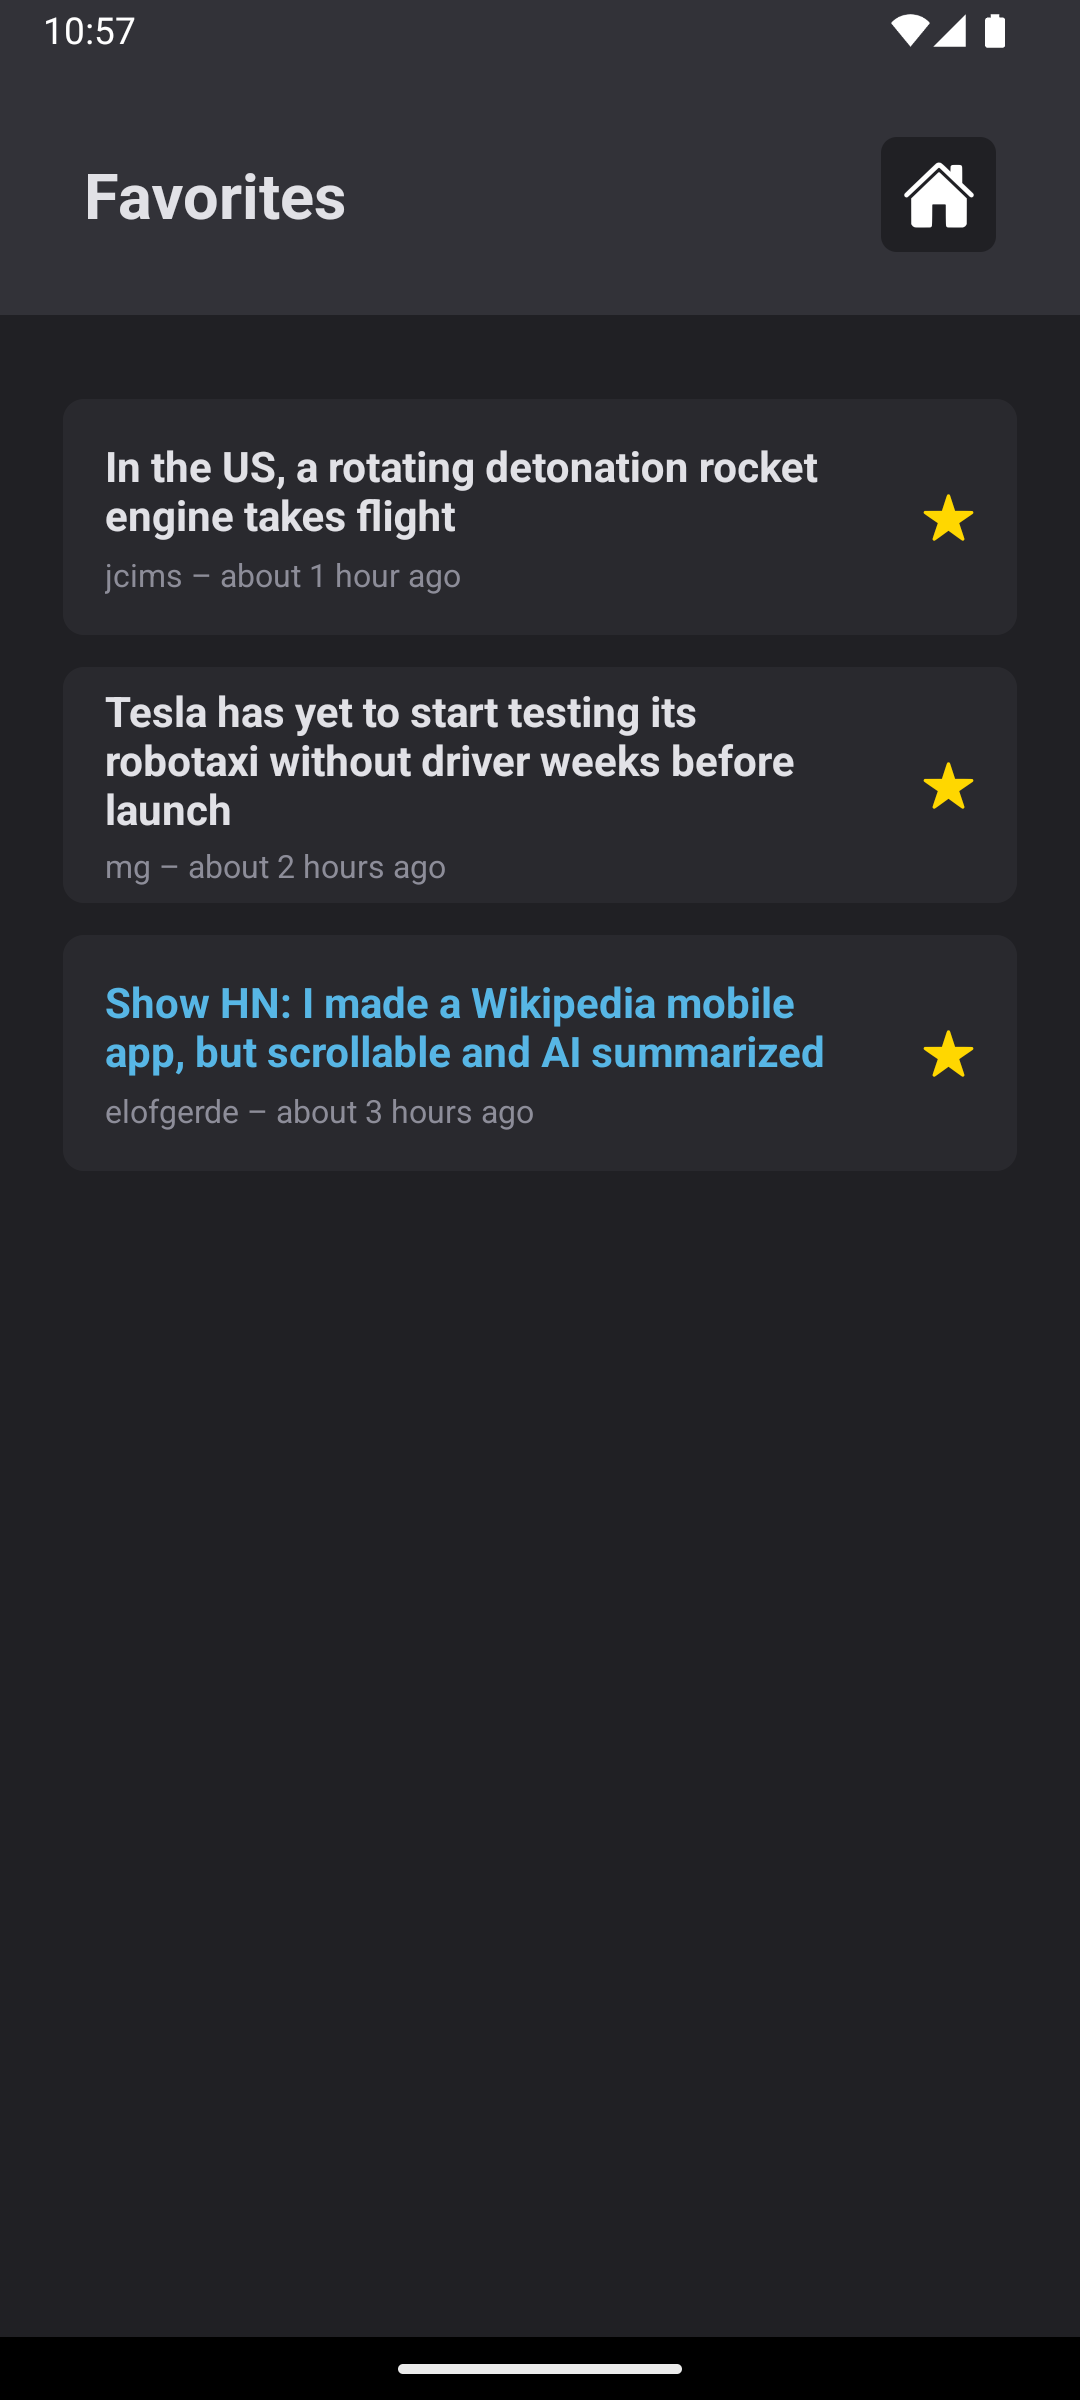 10:57
Favorites
In the US, a rotating detonation rocket
engine takes flight
jcims – about 1 hour ago
Tesla has yet to start testing its
robotaxi without driver weeks before
launch
mg – about 2 hours ago
Show HN: I made a Wikipedia mobile
app, but scrollable and AI summarized
elofgerde – about 3 hours ago